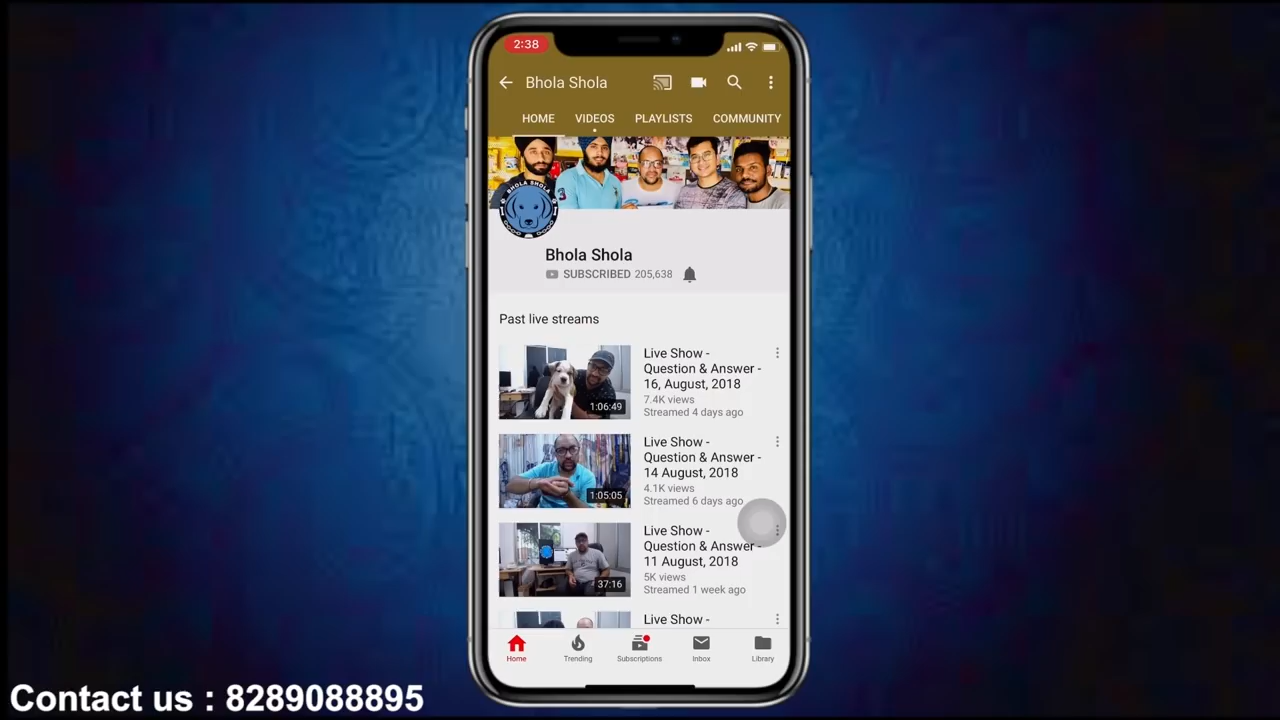 2:38
Bhola Shola
HOME VIDEOS PLAYLISTS COMMUNITY
BHOLA SHOLA
Bhola Shola
SUBSCRIBED 205,638
Past live streams
Live Show -
Question & Answer -
16, August, 2018
7.4K views
Streamed 4 days ago
1:06:49
Live Show -
Question & Answer -
14 August, 2018
4.1K views
Streamed 6 days ago
1:05:05
Live Show -
Question & Answer -
11 August, 2018
5K views
Streamed 1 week ago
37:16
Live Show -
Home Trending Subscriptions Inbox Library
Contact us : 8289088895